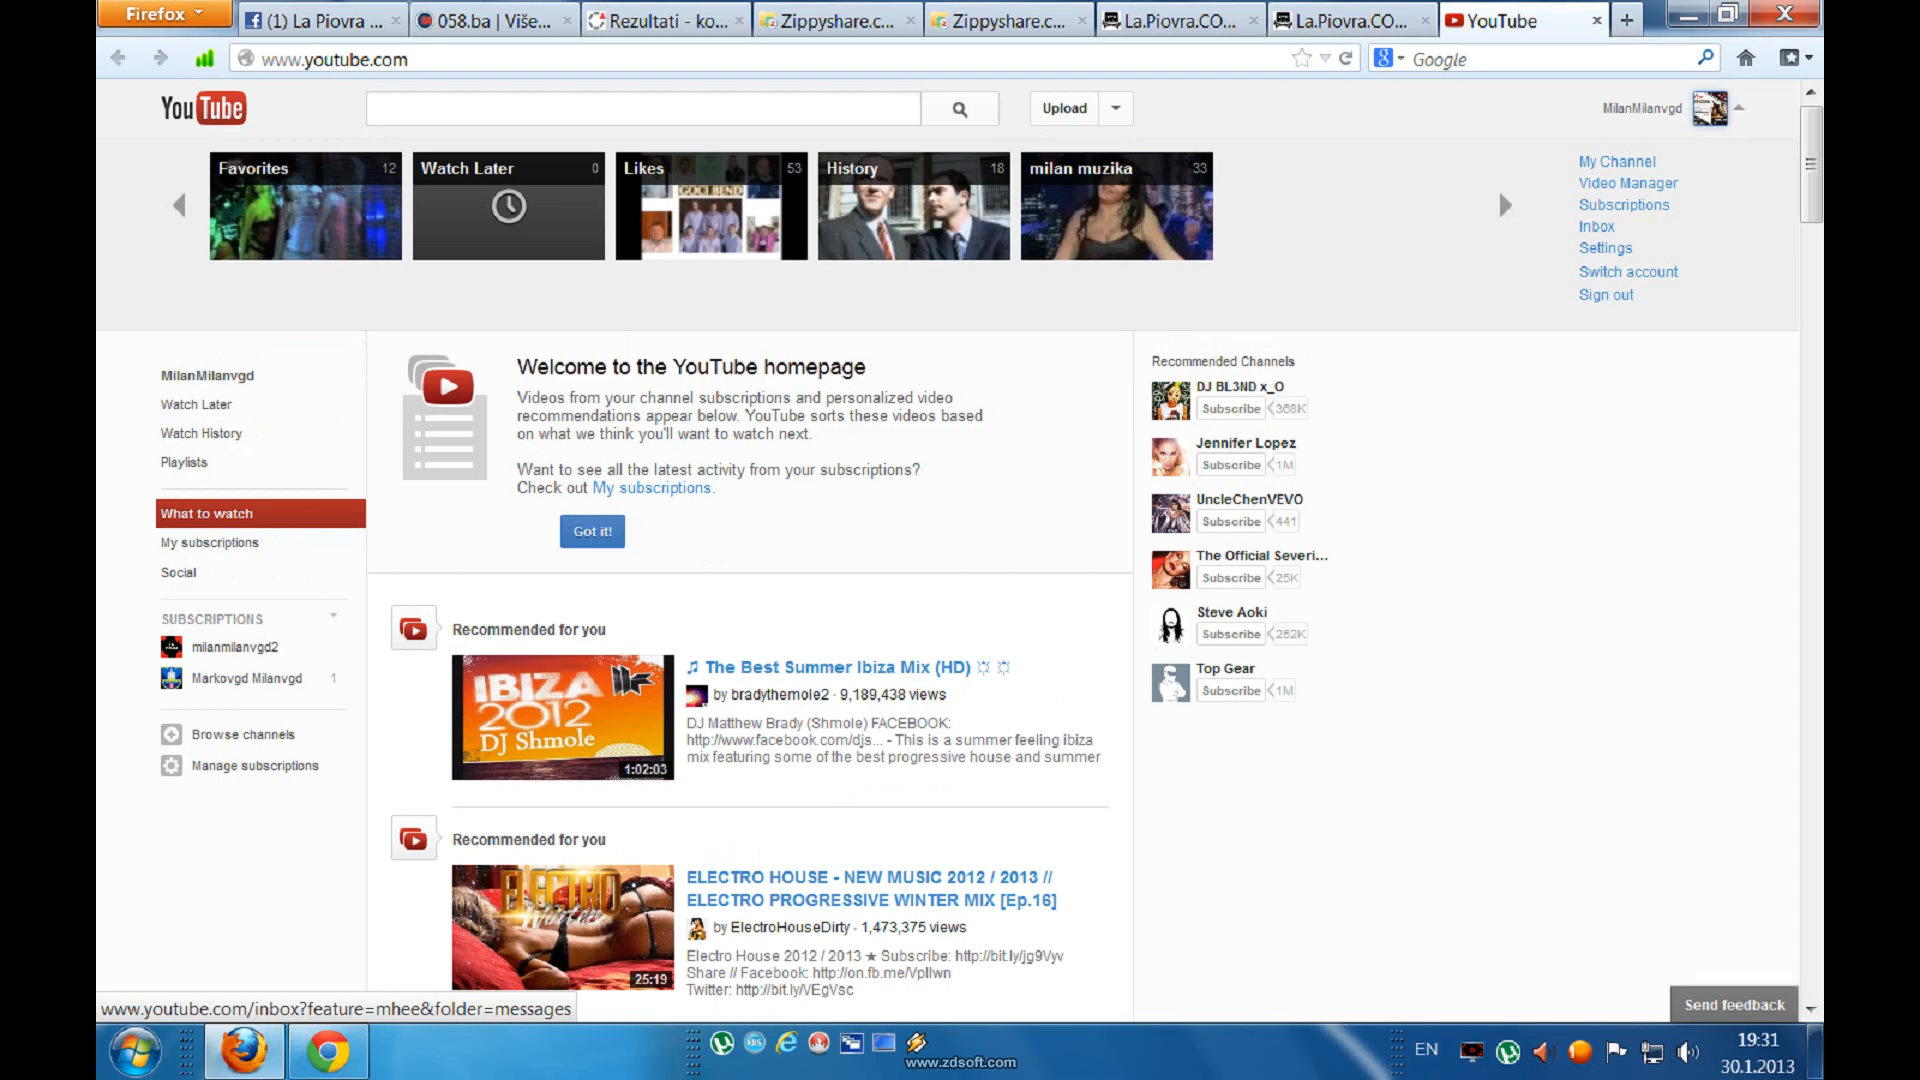 Firefox
(1) La Piovra ...
058.ba | Više...
Rezultati - ko...
Zippyshare.c...
Zippyshare.c...
La.Piovra.CO...
La.Piovra.CO...
YouTube
www.youtube.com
Google
YouTube
Upload
MilanMilanvgd
Favorites 12
Watch Later 0
Likes 53
History 18
milan muzika 33
My Channel
Video Manager
Subscriptions
Inbox
Settings
Switch account
Sign out
MilanMilanvgd
Watch Later
Watch History
Playlists
What to watch
My subscriptions
Social
SUBSCRIPTIONS
milanmilanvgd2
Markovgd Milanvgd 1
Browse channels
Manage subscriptions
Welcome to the YouTube homepage
Videos from your channel subscriptions and personalized video
recommendations appear below. YouTube sorts these videos based
on what we think you'll want to watch next.
Want to see all the latest activity from your subscriptions?
Check out My subscriptions.
Got it!
Recommended for you
IBIZA
2012
DJ Shmole
1:02:03
♫ The Best Summer Ibiza Mix (HD) ☼ ☼
by bradythemole2 · 9,189,438 views
DJ Matthew Brady (Shmole) FACEBOOK:
http://www.facebook.com/djs... - This is a summer feeling ibiza
mix featuring some of the best progressive house and summer
Recommended for you
ELECTRO
Winter
25:19
ELECTRO HOUSE - NEW MUSIC 2012 / 2013 //
ELECTRO PROGRESSIVE WINTER MIX [Ep.16]
by ElectroHouseDirty · 1,473,375 views
Electro House 2012 / 2013 ★ Subscribe: http://bit.ly/jg9Vyv
Share // Facebook: http://on.fb.me/VpIlwn
Twitter: http://bit.ly/VEgVsc
Recommended Channels
DJ BL3ND x_O
Subscribe 368K
Jennifer Lopez
Subscribe 1M
UncleChenVEVO
Subscribe 441
The Official Severi...
Subscribe 25K
Steve Aoki
Subscribe 252K
Top Gear
Subscribe 1M
Send feedback
www.youtube.com/inbox?feature=mhee&folder=messages
www.zdsoft.com
EN
19:31
30.1.2013